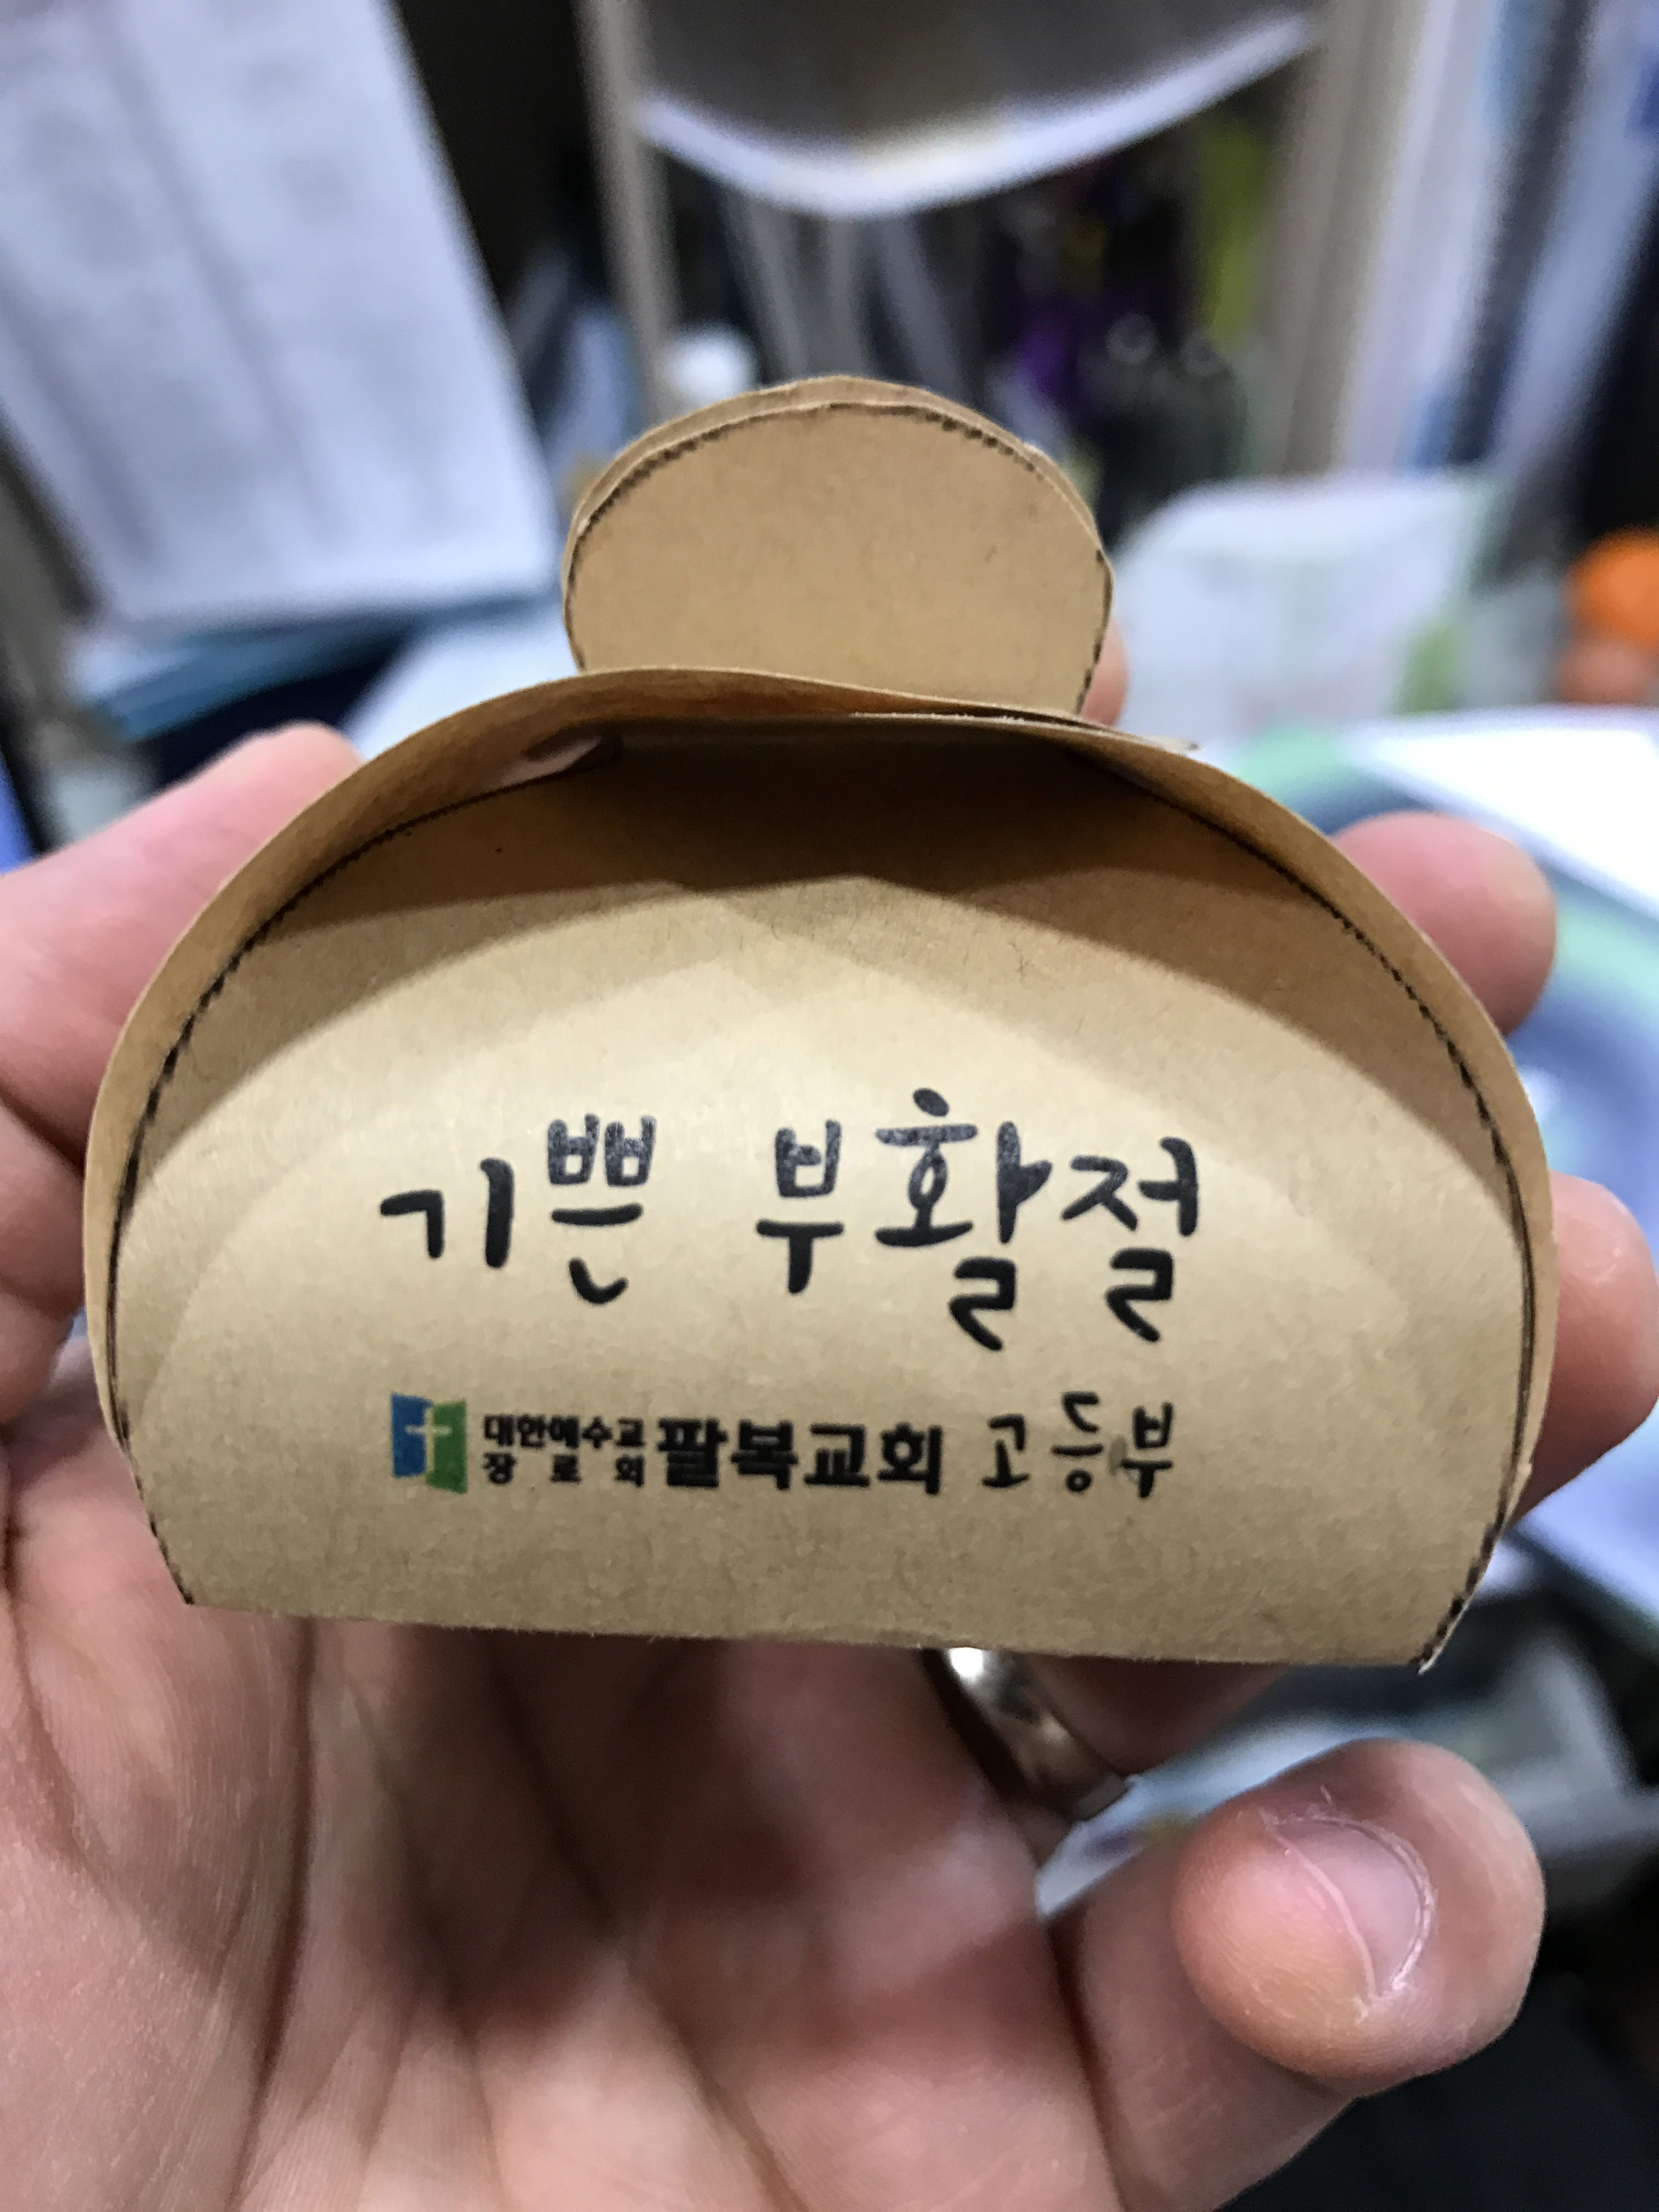 기쁜 부활절
대한예수교
장로회 팔복교회 고등부